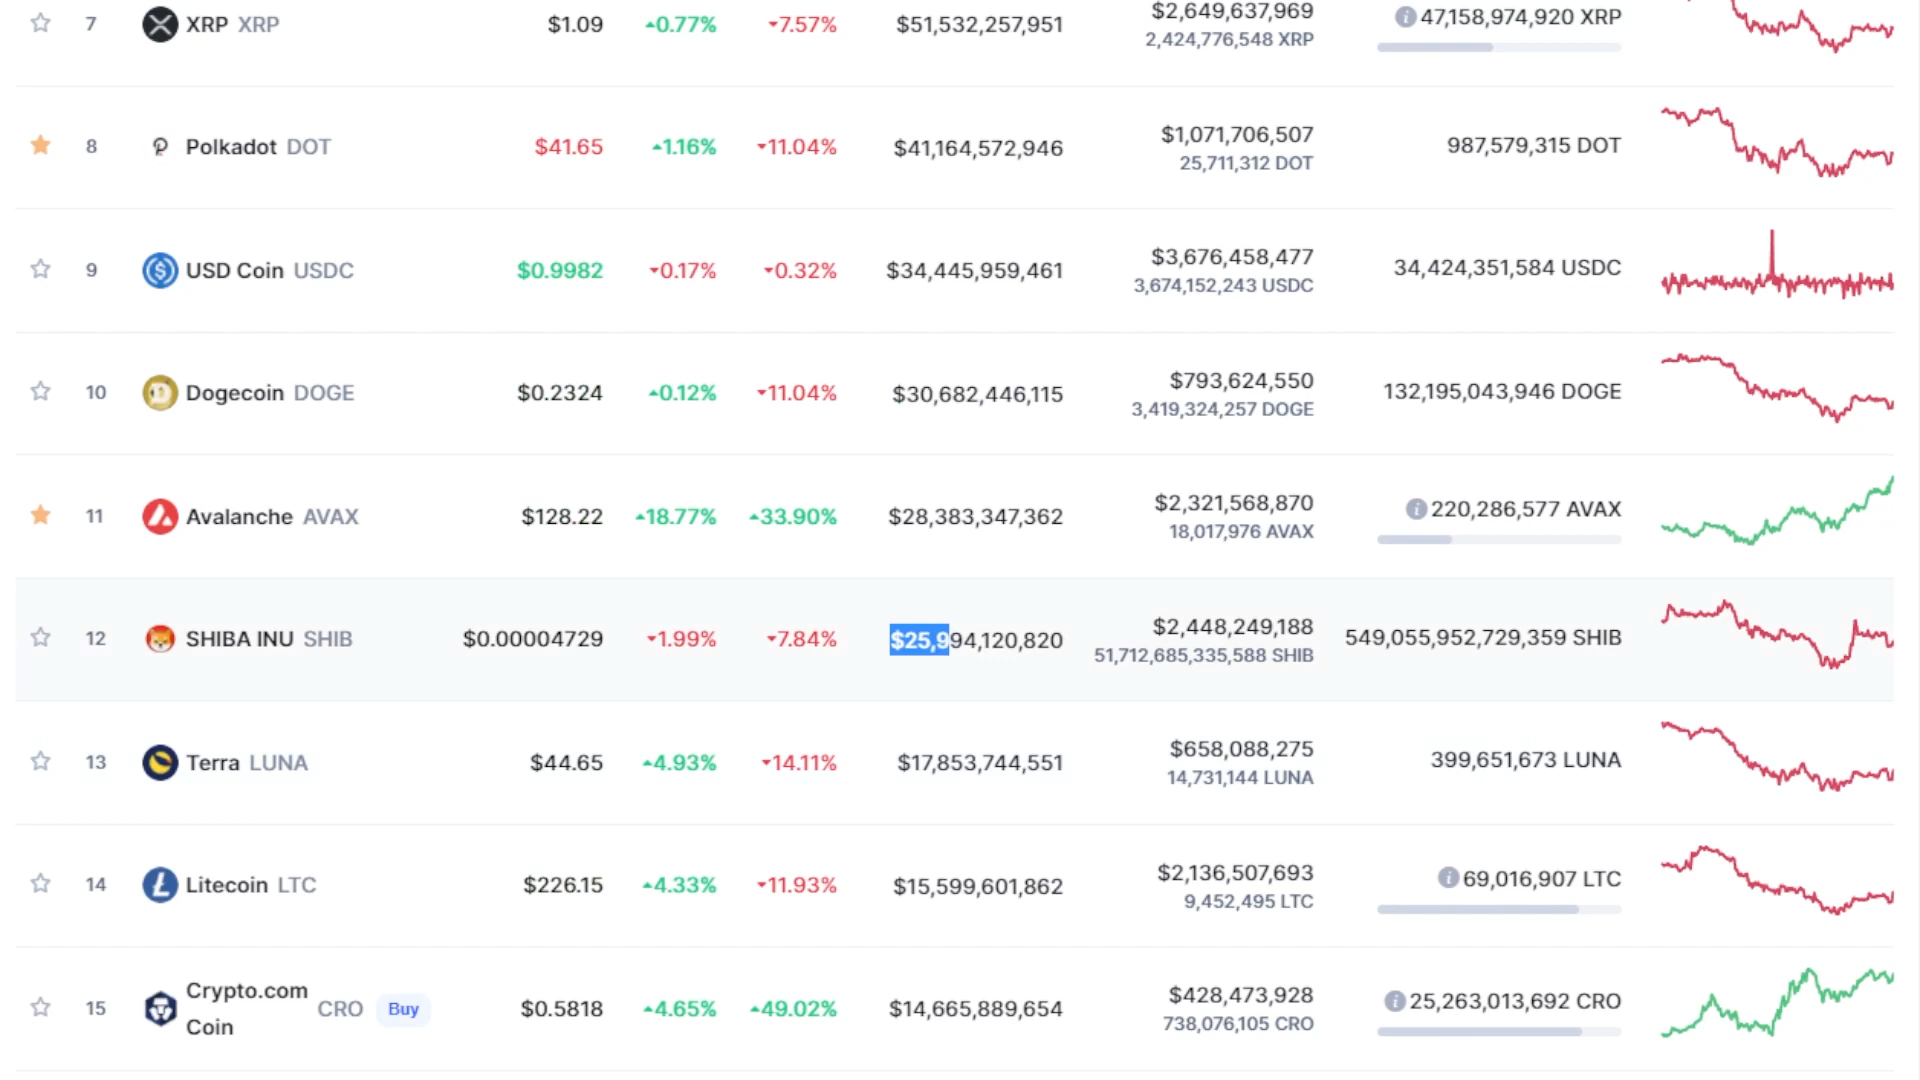 7 XRP XRP $1.09 0.77% 7.57% $51,532,257,951 $2,649,637,969 47,158,974,920 XRP
2,424,776,548 XRP
8 Polkadot DOT $41.65 1.16% 11.04% $41,164,572,946 $1,071,706,507 987,579,315 DOT
25,711,312 DOT
9 USD Coin USDC $0.9982 0.17% 0.32% $34,445,959,461 $3,676,458,477 34,424,351,584 USDC
3,674,152,243 USDC
10 Dogecoin DOGE $0.2324 0.12% 11.04% $30,682,446,115 $793,624,550 132,195,043,946 DOGE
3,419,324,257 DOGE
11 Avalanche AVAX $128.22 18.77% 33.90% $28,383,347,362 $2,321,568,870 220,286,577 AVAX
18,017,976 AVAX
12 SHIBA INU SHIB $0.00004729 1.99% 7.84% $25,994,120,820 $2,448,249,188 549,055,952,729,359 SHIB
51,712,685,335,588 SHIB
13 Terra LUNA $44.65 4.93% 14.11% $17,853,744,551 $658,088,275 399,651,673 LUNA
14,731,144 LUNA
14 Litecoin LTC $226.15 4.33% 11.93% $15,599,601,862 $2,136,507,693 69,016,907 LTC
9,452,495 LTC
15 Crypto.com Coin CRO Buy $0.5818 4.65% 49.02% $14,665,889,654 $428,473,928 25,263,013,692 CRO
738,076,105 CRO